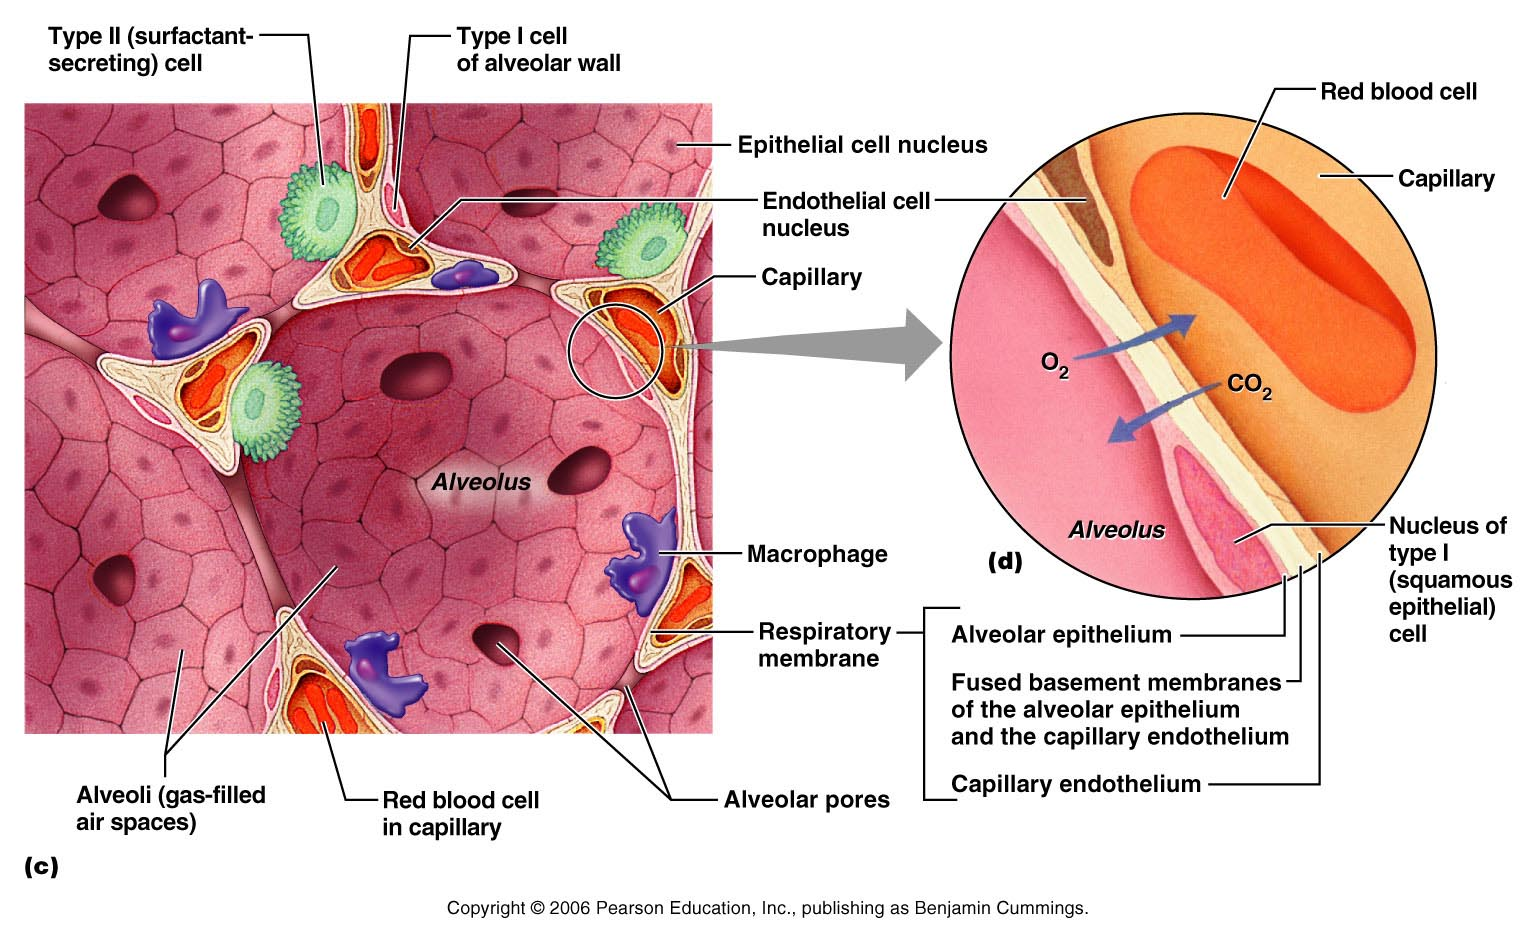 Type II (surfactant-
secreting) cell
Type I cell
of alveolar wall
Red blood cell
Epithelial cell nucleus
Capillary
Endothelial cell
nucleus
Capillary
O2
CO2
Alveolus
Alveolus
Nucleus of
type I
(squamous
epithelial)
cell
(d)
Macrophage
Respiratory
membrane
Alveolar epithelium
Fused basement membranes
of the alveolar epithelium
and the capillary endothelium
Capillary endothelium
Alveoli (gas-filled
air spaces)
Red blood cell
in capillary
Alveolar pores
(c)
Copyright © 2006 Pearson Education, Inc., publishing as Benjamin Cummings.